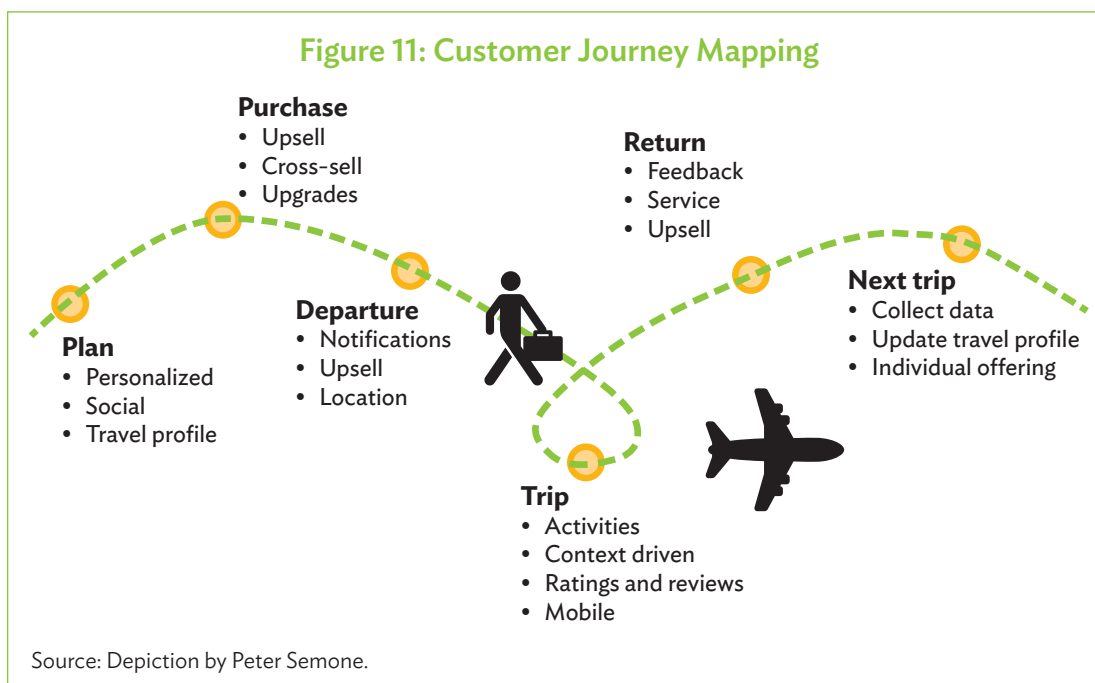 Figure 11: Customer Journey Mapping
Plan
• Personalized
• Social
• Travel profile
Purchase
• Upsell
• Cross-sell
• Upgrades
Departure
• Notifications
• Upsell
• Location
Trip
• Activities
• Context driven
• Ratings and reviews
• Mobile
Return
• Feedback
• Service
• Upsell
Next trip
• Collect data
• Update travel profile
• Individual offering
Source: Depiction by Peter Semone.